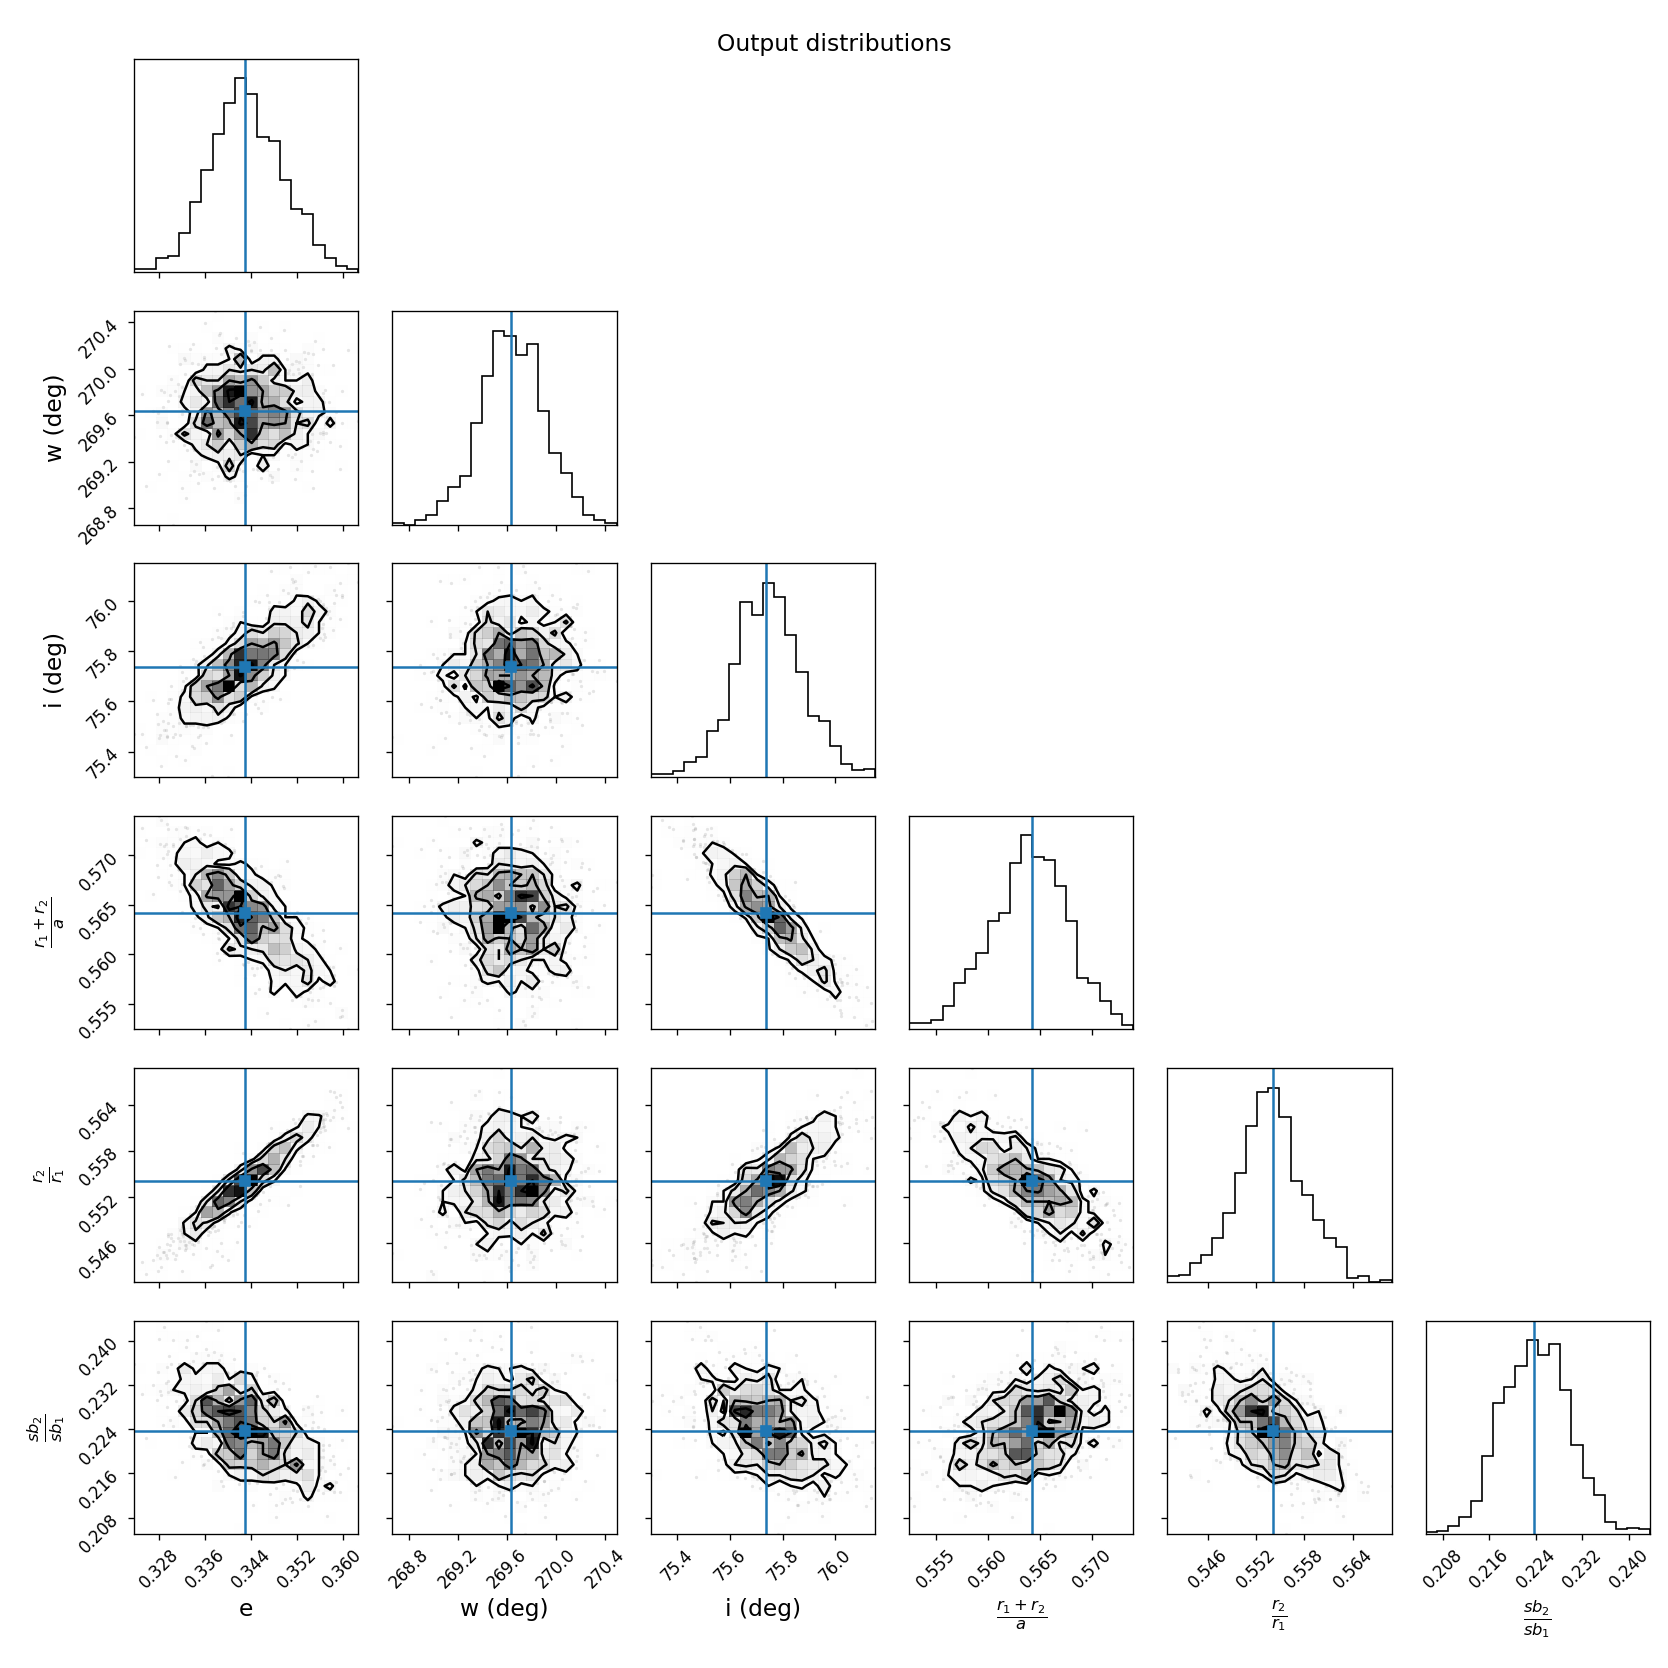 Output distributions
w (deg)
270.4
270.0
269.6
269.2
268.8
i (deg)
76.0
75.8
75.6
75.4
r₁ + r₂
a
0.570
0.565
0.560
0.555
r₂
r₁
0.564
0.558
0.552
0.546
sb₂
sb₁
0.240
0.232
0.224
0.216
0.208
0.328 0.336 0.344 0.352 0.360
268.8 269.2 269.6 270.0 270.4
75.4 75.6 75.8 76.0
0.555 0.560 0.565 0.570
0.546 0.552 0.558 0.564
0.208 0.216 0.224 0.232 0.240
e
w (deg)
i (deg)
r₁ + r₂
a
r₂
r₁
sb₂
sb₁